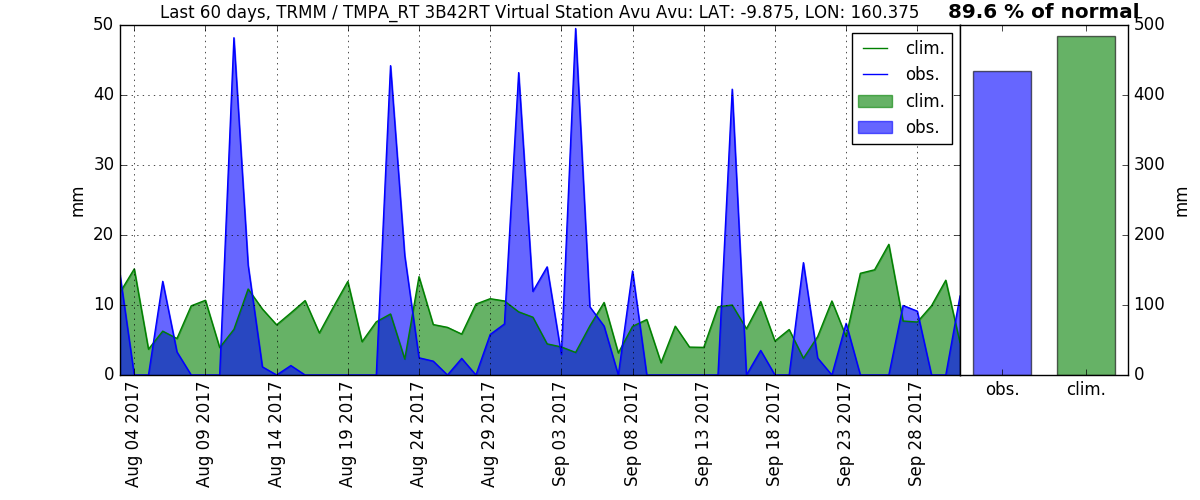 Last 60 days, TRMM / TMPA_RT 3B42RT Virtual Station Avu Avu: LAT: -9.875, LON: 160.375
89.6 % of normal
50
40
30
20
10
0
mm
clim.
obs.
clim.
obs.
500
400
300
200
100
0
mm
Aug 04 2017
Aug 09 2017
Aug 14 2017
Aug 19 2017
Aug 24 2017
Aug 29 2017
Sep 03 2017
Sep 08 2017
Sep 13 2017
Sep 18 2017
Sep 23 2017
Sep 28 2017
obs.
clim.